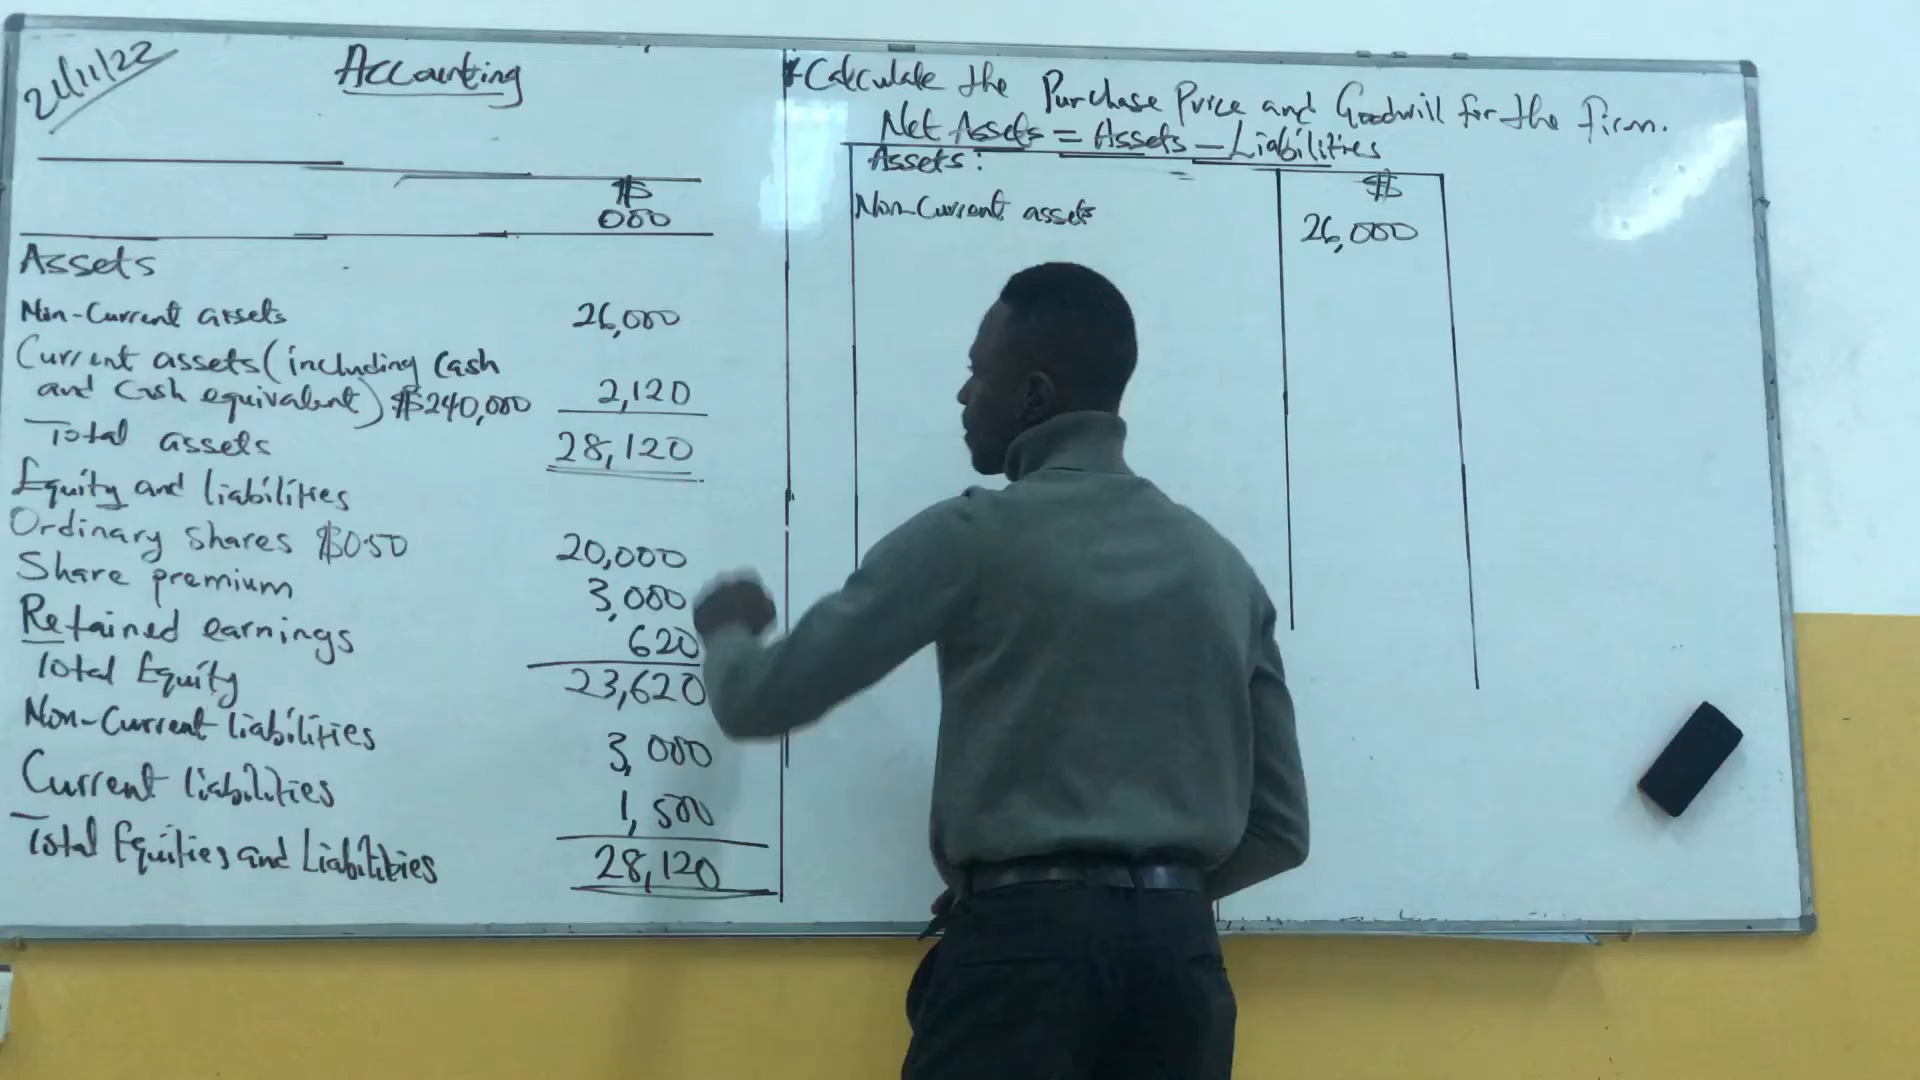 21/11/22
Accounting
$
000
Assets
Non-Current assets 26,000
Current assets (including Cash
and Cash equivalent) $240,000 2,120
Total assets 28,120
Equity and liabilities
Ordinary shares $0.50 20,000
Share premium 3,000
Retained earnings 620
Total Equity 23,620
Non-Current liabilities 3,000
Current liabilities 1,500
Total Equities and Liabilities 28,120
*Calculate the Purchase Price and Goodwill for the firm.
Net Assets = Assets - Liabilities
Assets: $
Non-Current assets 26,000